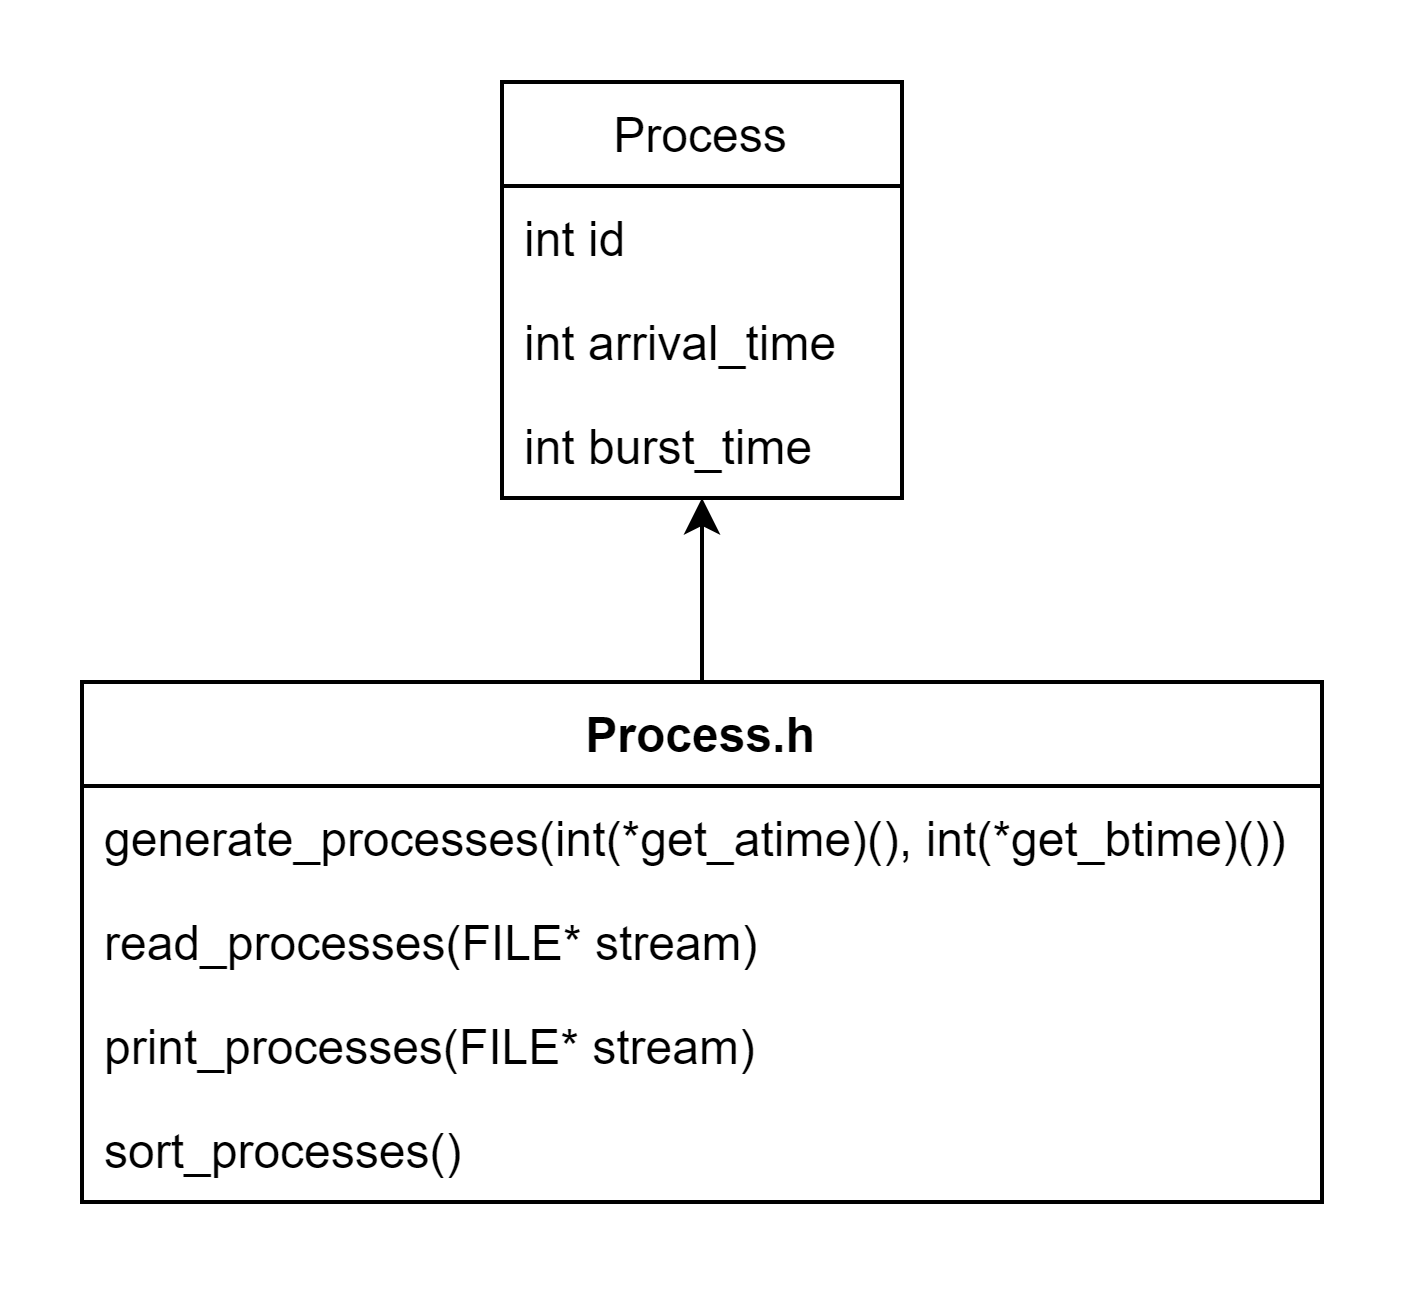 Process
int id
int arrival_time
int burst_time
Process.h
generate_processes(int(*get_atime)(), int(*get_btime)())
read_processes(FILE* stream)
print_processes(FILE* stream)
sort_processes()